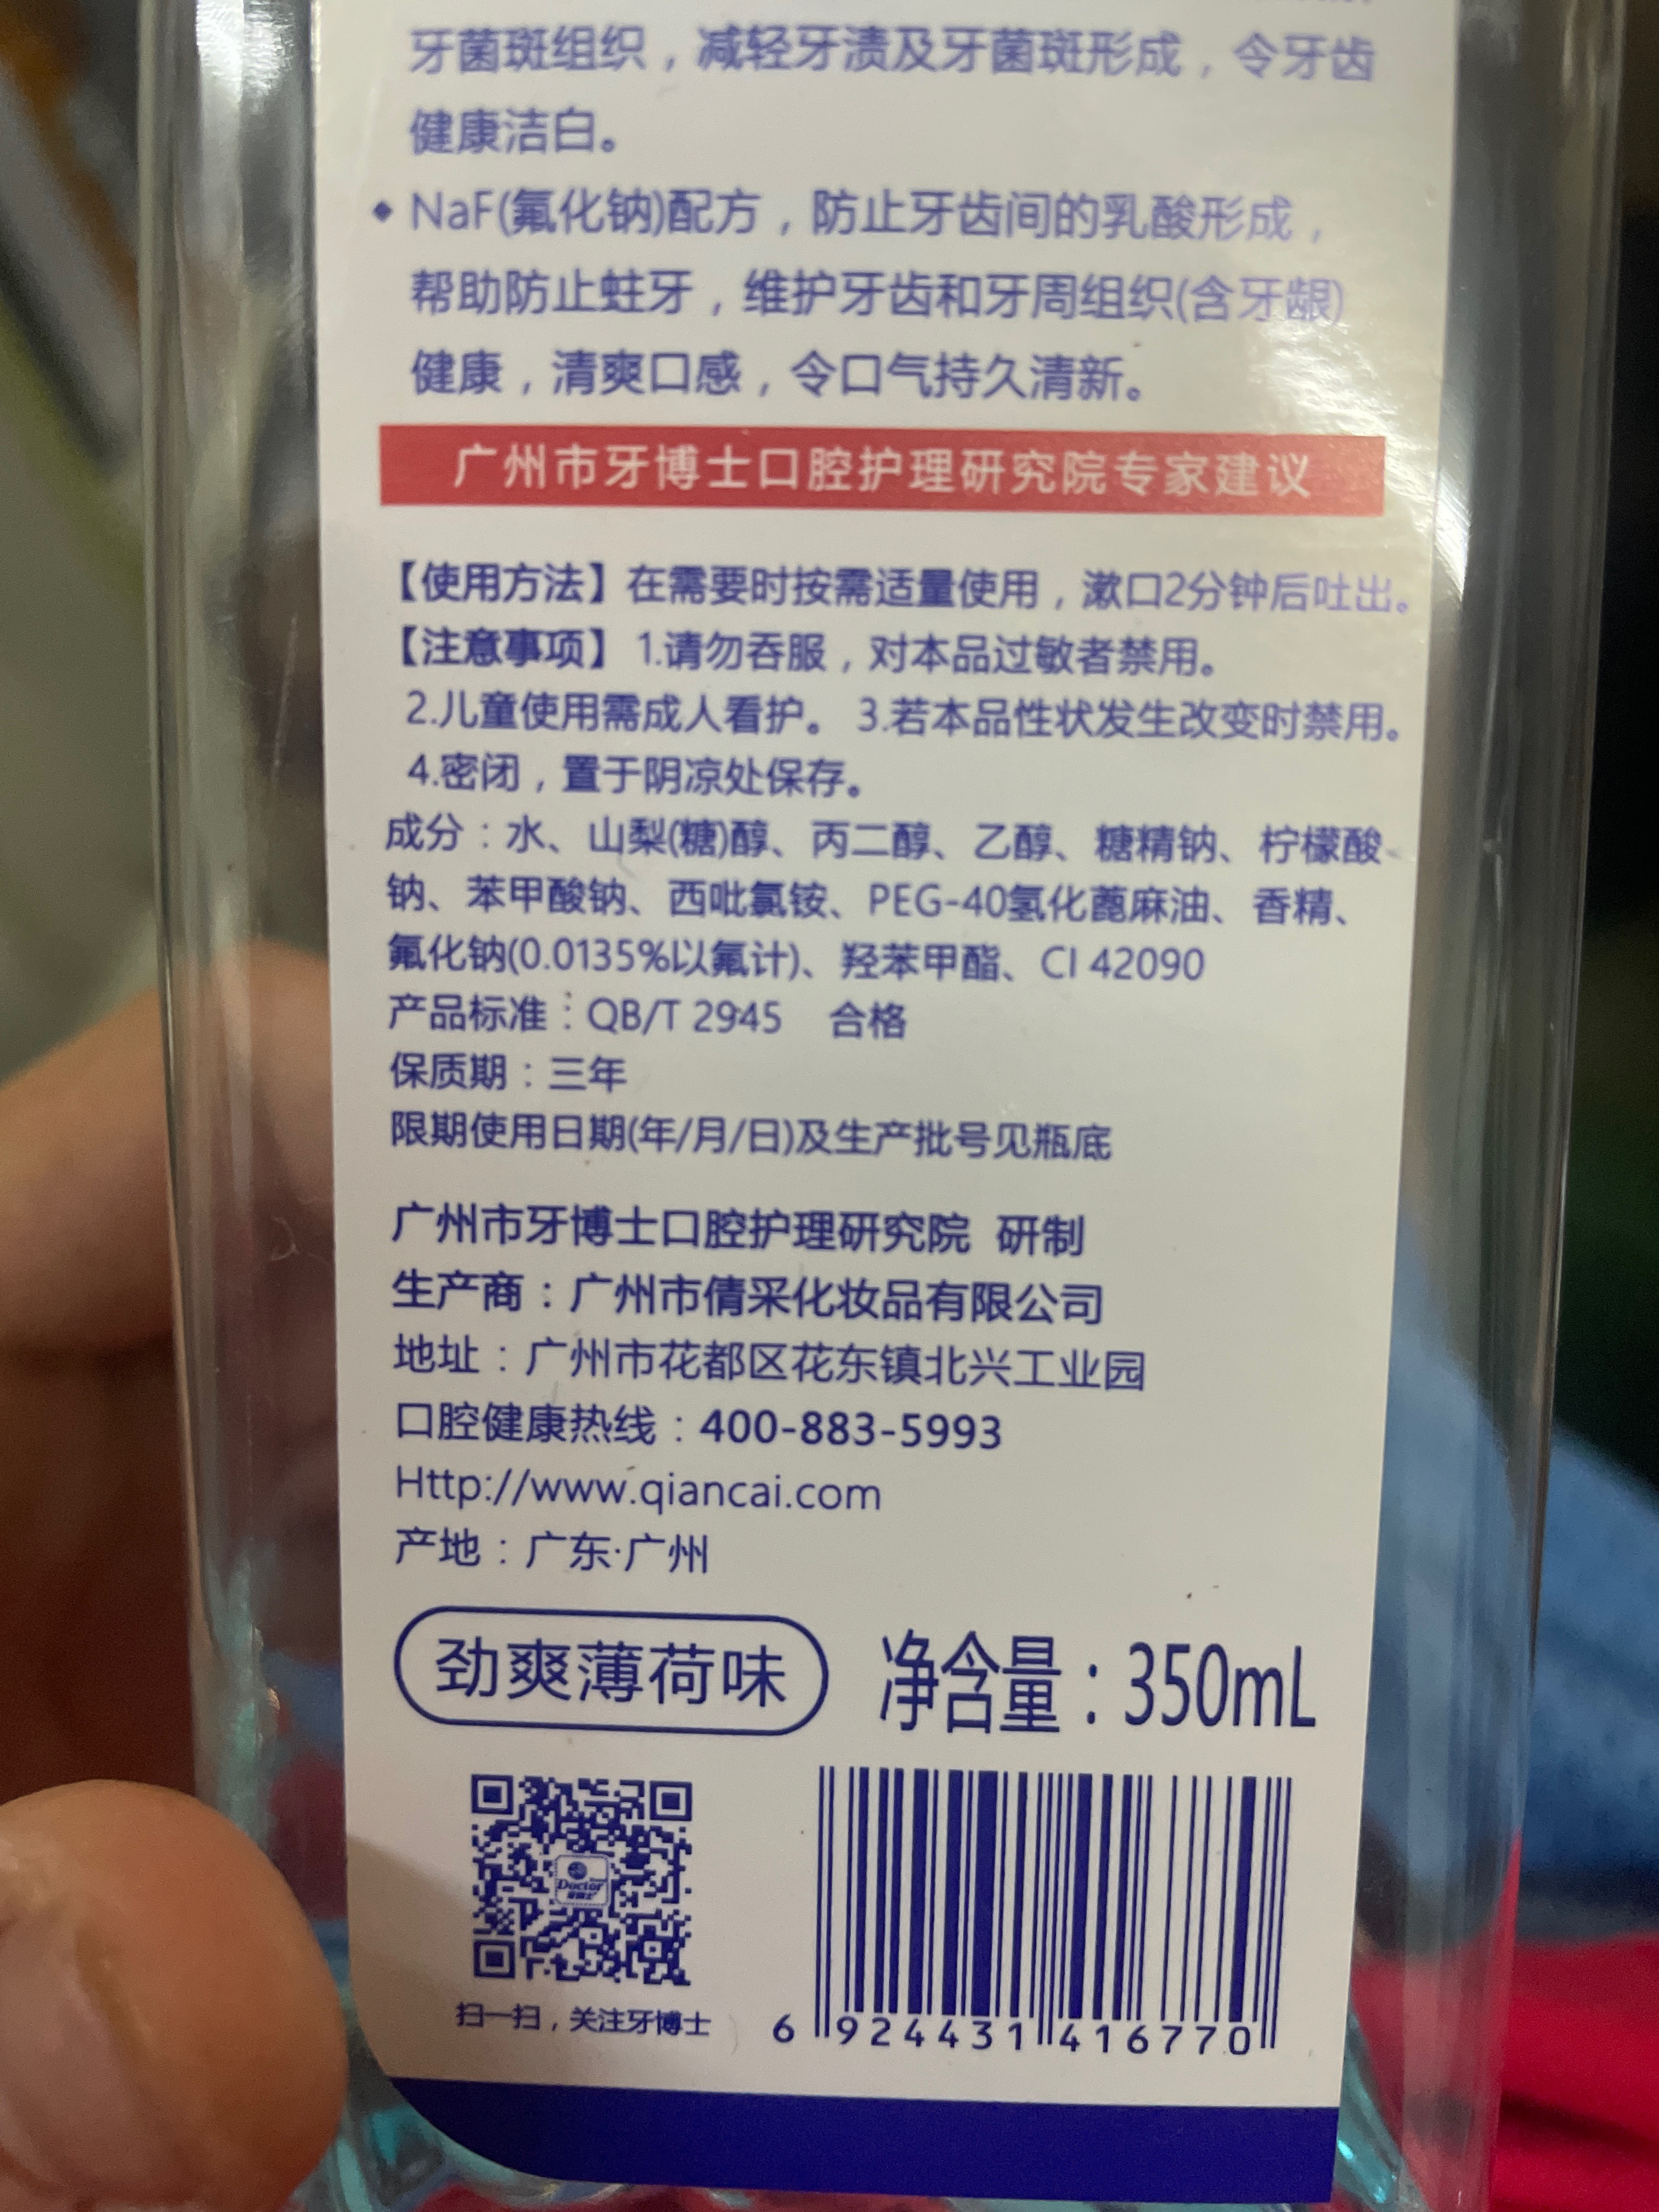 牙菌斑组织，减轻牙渍及牙菌斑形成，令牙齿
健康洁白。
◆ NaF(氟化钠)配方，防止牙齿间的乳酸形成，
帮助防止蛀牙，维护牙齿和牙周组织(含牙龈)
健康，清爽口感，令口气持久清新。
广州市牙博士口腔护理研究院专家建议
【使用方法】在需要时按需适量使用，漱口2分钟后吐出。
【注意事项】1.请勿吞服，对本品过敏者禁用。
2.儿童使用需成人看护。 3.若本品性状发生改变时禁用。
4.密闭，置于阴凉处保存。
成分：水、山梨(糖)醇、丙二醇、乙醇、糖精钠、柠檬酸
钠、苯甲酸钠、西吡氯铵、PEG-40氢化蓖麻油、香精、
氟化钠(0.0135%以氟计)、羟苯甲酯、CI 42090
产品标准：QB/T 2945 合格
保质期：三年
限期使用日期(年/月/日)及生产批号见瓶底
广州市牙博士口腔护理研究院 研制
生产商：广州市倩采化妆品有限公司
地址：广州市花都区花东镇北兴工业园
口腔健康热线：400-883-5993
Http://www.qiancai.com
产地：广东·广州
劲爽薄荷味 净含量：350mL
Doctor
扫一扫，关注牙博士
6 924431 416770